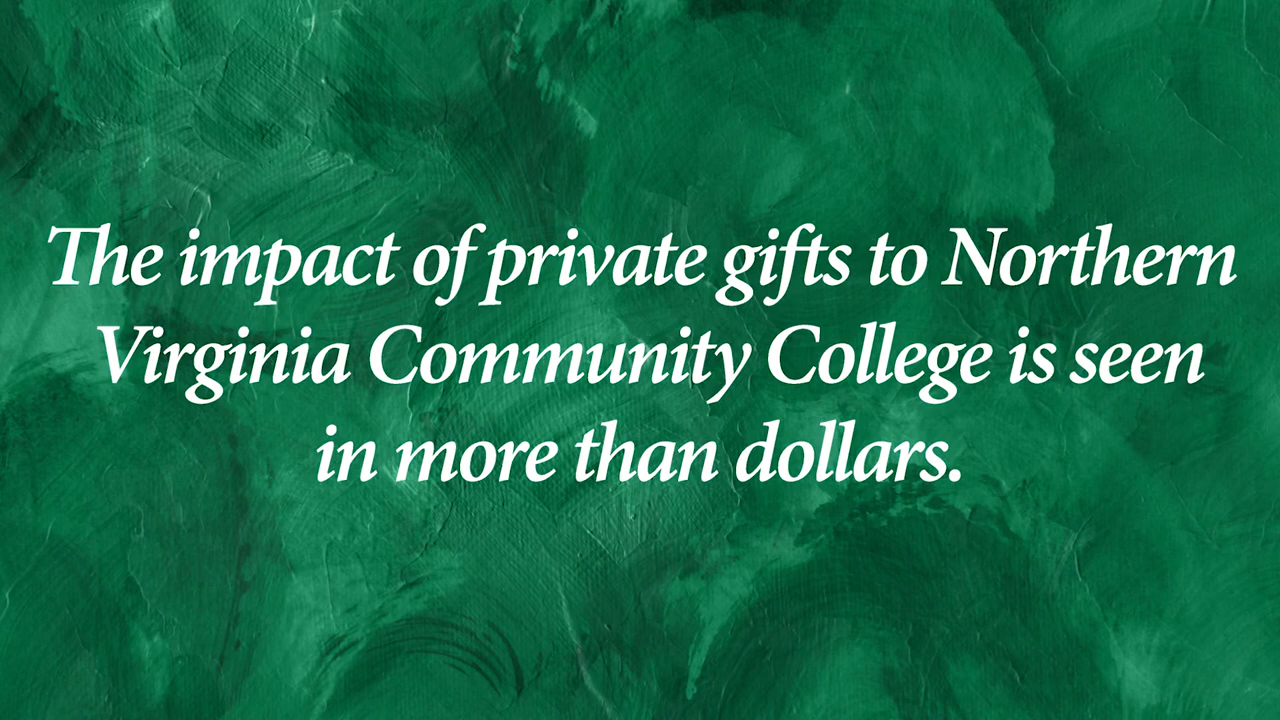 The impact of private gifts to Northern
Virginia Community College is seen
in more than dollars.